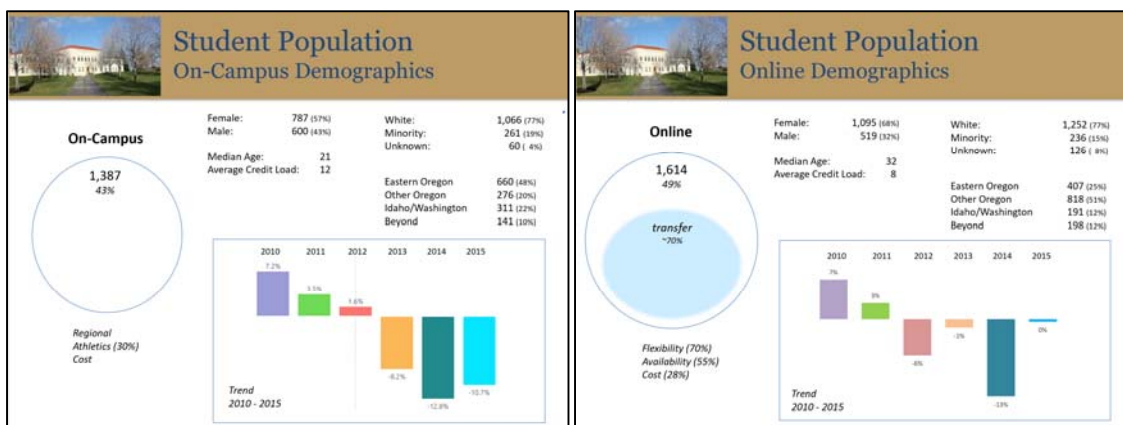 Student Population
On-Campus Demographics
On-Campus
1,387
43%
Regional
Athletics (30%)
Cost
Female: 787 (57%)
Male: 600 (43%)
Median Age: 21
Average Credit Load: 12
White: 1,066 (77%)
Minority: 261 (19%)
Unknown: 60 ( 4%)
Eastern Oregon 660 (48%)
Other Oregon 276 (20%)
Idaho/Washington 311 (22%)
Beyond 141 (10%)
2010 2011 2012 2013 2014 2015
7.2%
3.5%
1.6%
-8.2%
-12.8%
-10.7%
Trend
2010 - 2015
Student Population
Online Demographics
Online
1,614
49%
transfer
~70%
Flexibility (70%)
Availability (55%)
Cost (28%)
Female: 1,095 (68%)
Male: 519 (32%)
Median Age: 32
Average Credit Load: 8
White: 1,252 (77%)
Minority: 236 (15%)
Unknown: 126 ( 8%)
Eastern Oregon 407 (25%)
Other Oregon 818 (51%)
Idaho/Washington 191 (12%)
Beyond 198 (12%)
2010 2011 2012 2013 2014 2015
7%
0%
Trend
2010 - 2015